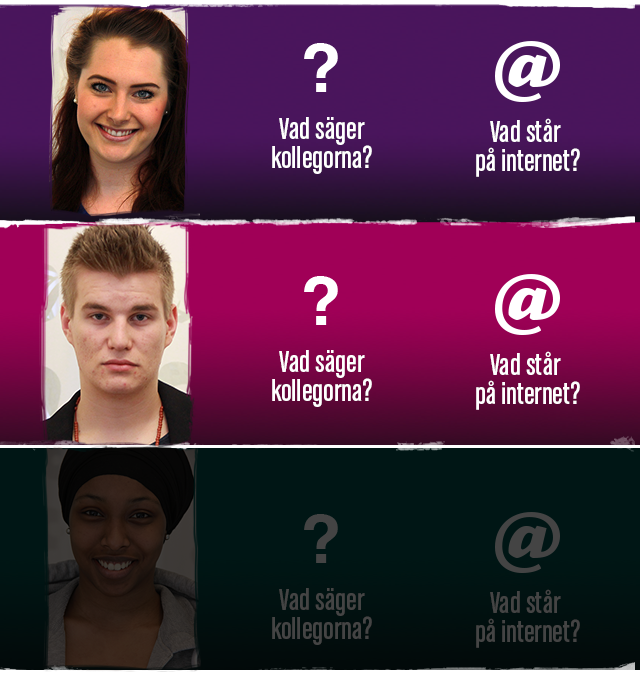 ?
@
Vad säger
kollegorna?
Vad står
på internet?
?
@
Vad säger
kollegorna?
Vad står
på internet?
?
@
Vad säger
kollegorna?
Vad står
på internet?